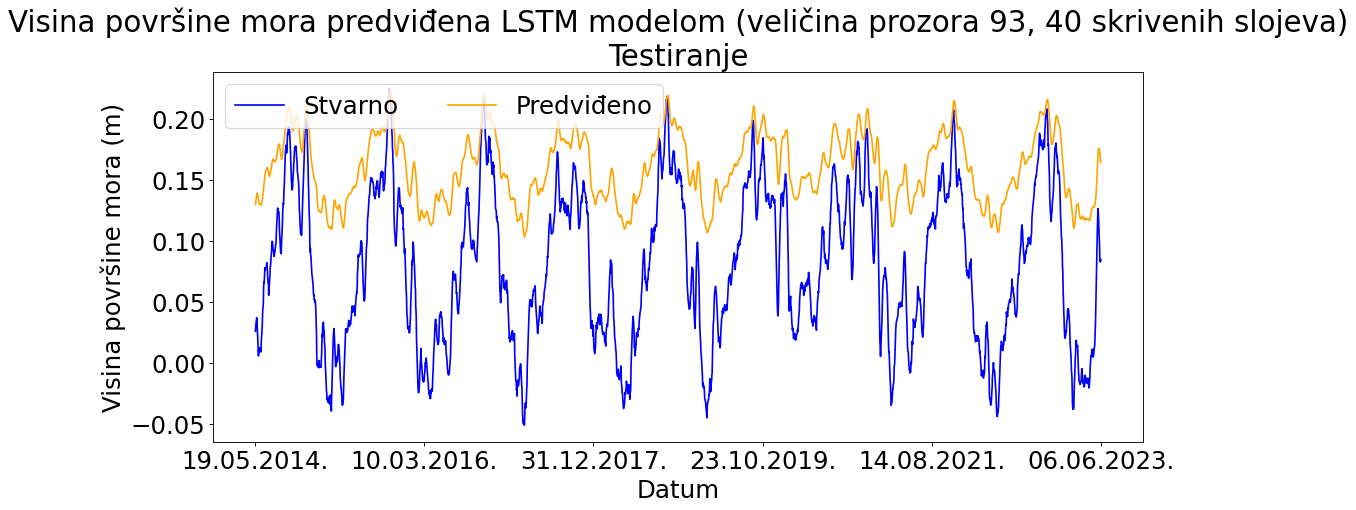 Visina površine mora predviđena LSTM modelom (veličina prozora 93, 40 skrivenih slojeva)
Testiranje
Stvarno Predviđeno
Visina površine mora (m)
0.20
0.15
0.10
0.05
0.00
−0.05
19.05.2014. 10.03.2016. 31.12.2017. 23.10.2019. 14.08.2021. 06.06.2023.
Datum